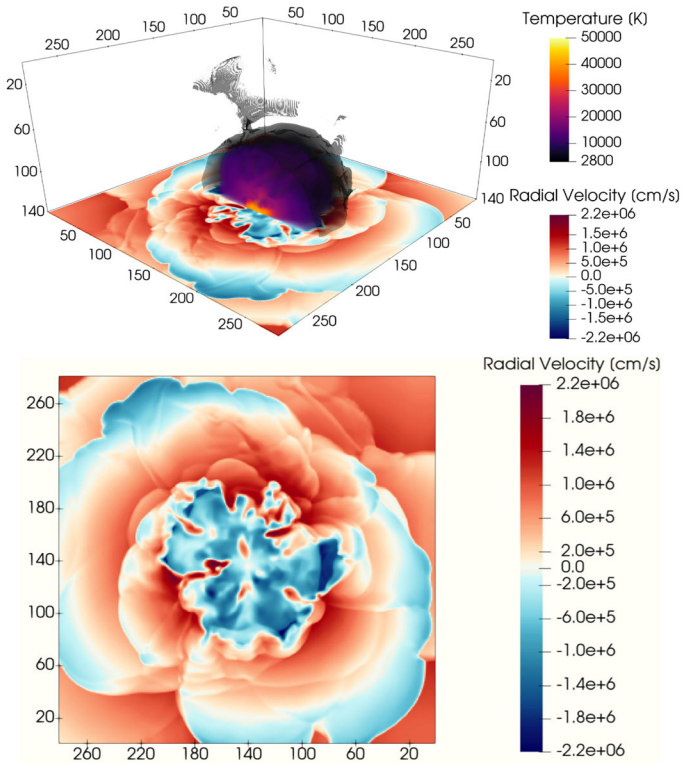 50 50
100 100
150 150
200 200
250 250
20 20
60 60
100 100
140 140
50 50
100 100
150 150
200 200
250 250
Temperature (K)
50000
40000
30000
20000
10000
2800
Radial Velocity (cm/s)
2.2e+06
1.5e+6
1.0e+6
5.0e+5
0.0
-5.0e+5
-1.0e+6
-1.5e+6
-2.2e+06
260
220
180
140
100
60
20
260 220 180 140 100 60 20
Radial Velocity (cm/s)
2.2e+06
1.8e+6
1.4e+6
1.0e+6
6.0e+5
2.0e+5
0.0
-2.0e+5
-6.0e+5
-1.0e+6
-1.4e+6
-1.8e+6
-2.2e+06